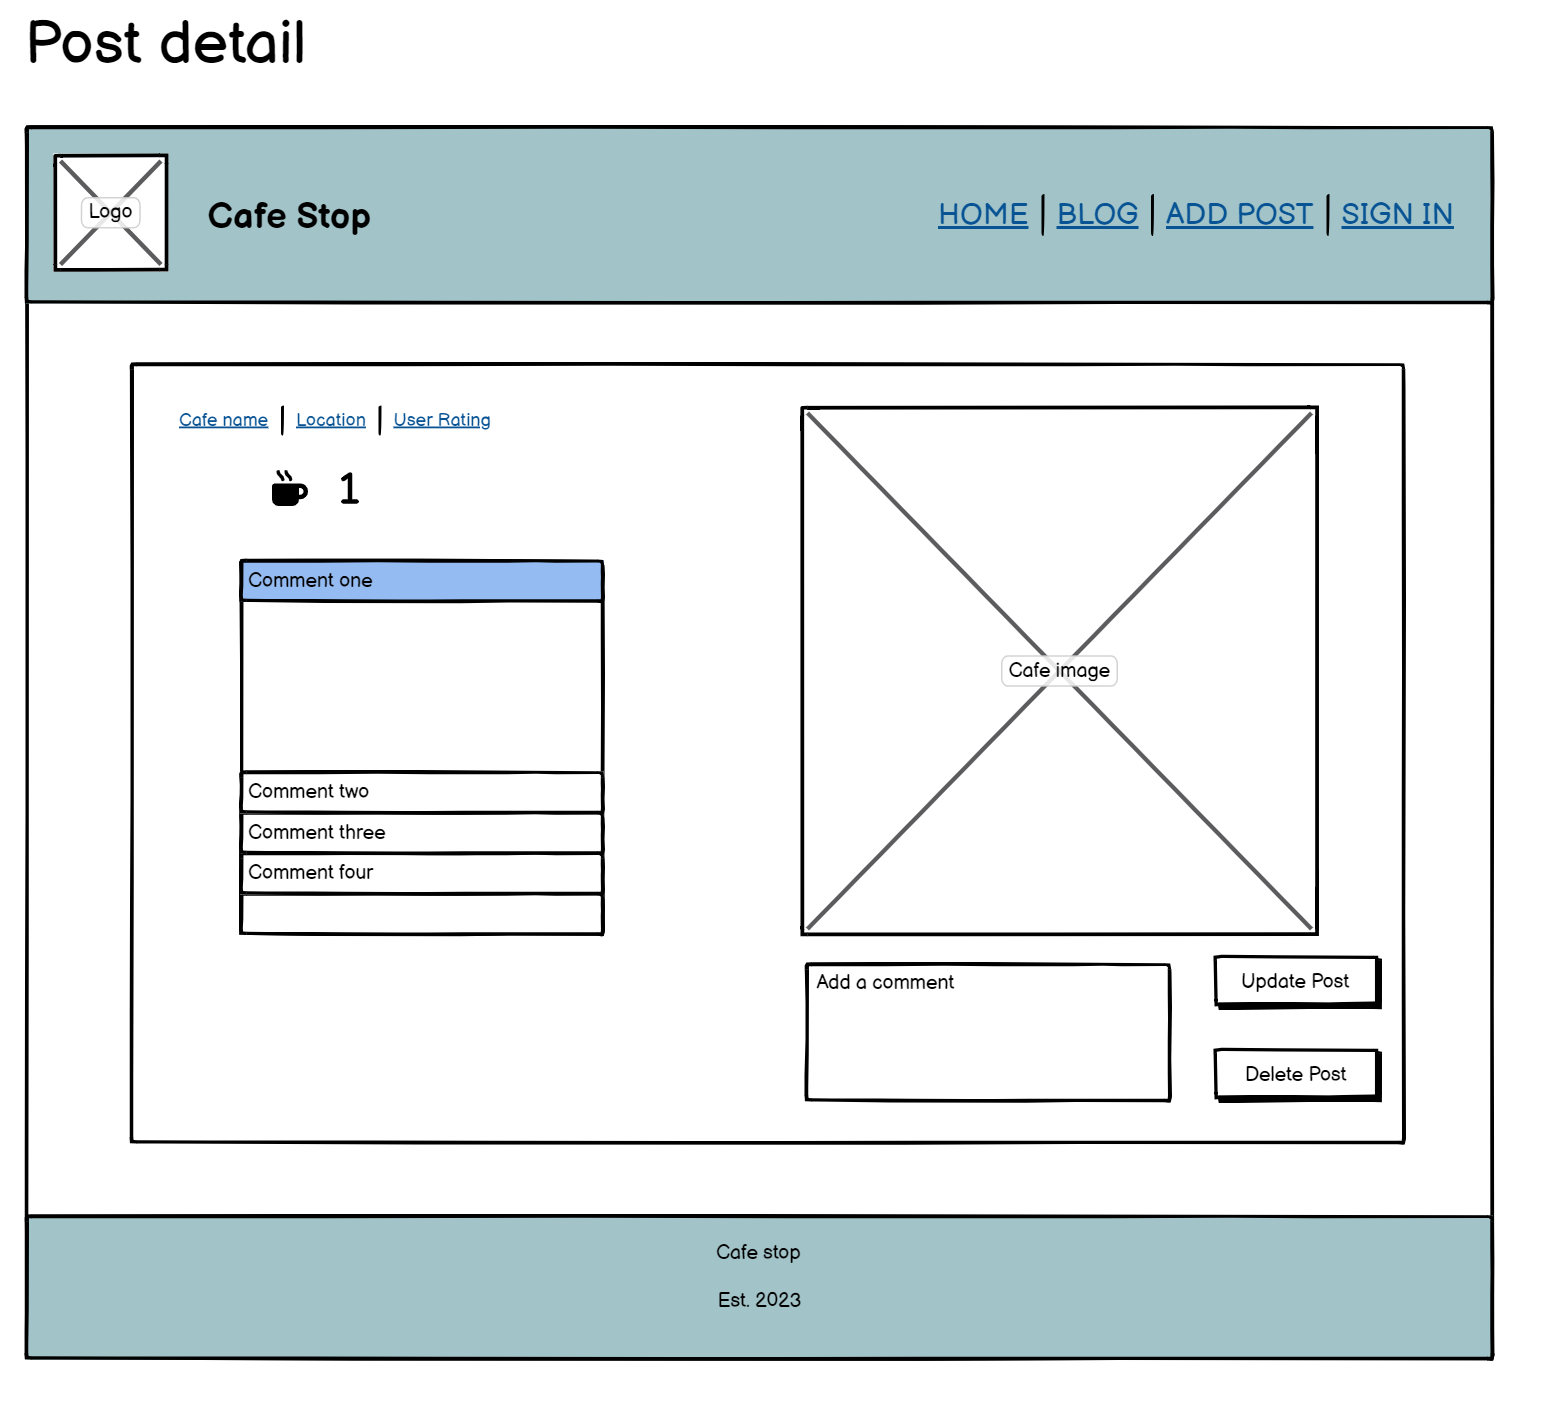 Post detail
Logo
Cafe Stop
HOME | BLOG | ADD POST | SIGN IN
Cafe name | Location | User Rating
1
Comment one
Comment two
Comment three
Comment four
Cafe image
Add a comment
Update Post
Delete Post
Cafe stop
Est. 2023